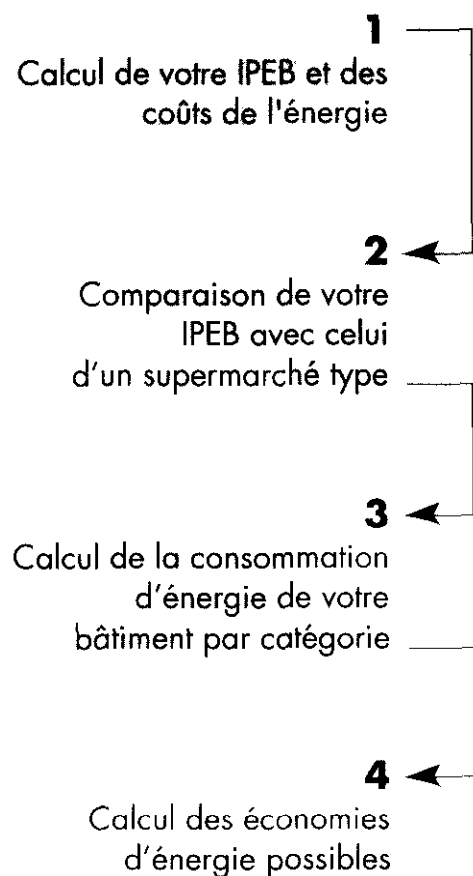 1
Calcul de votre IPEB et des
coûts de l'énergie
2
Comparaison de votre
IPEB avec celui
d'un supermarché type
3
Calcul de la consommation
d'énergie de votre
bâtiment par catégorie
4
Calcul des économies
d'énergie possibles